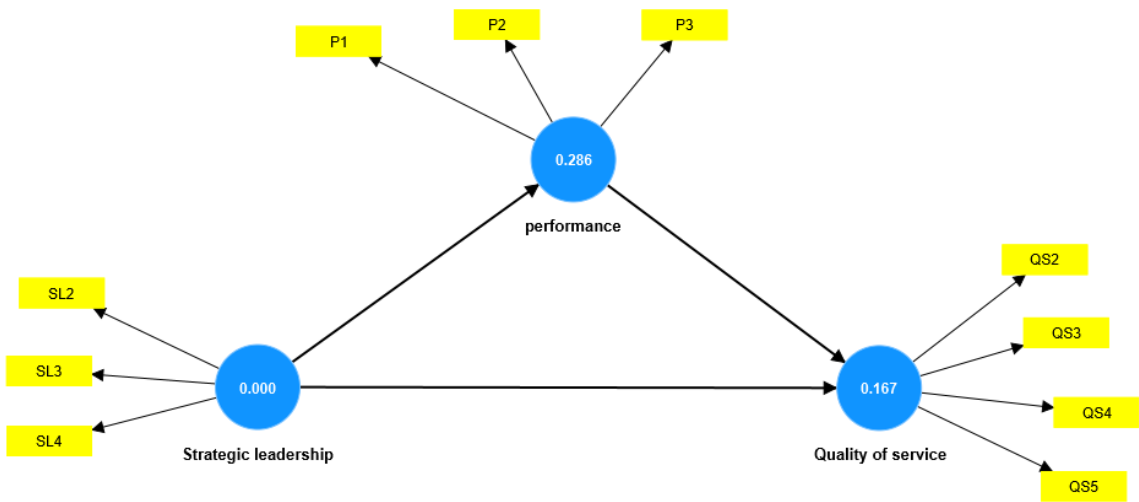 P1
P2
P3
0.286
performance
SL2
SL3
SL4
0.000
Strategic leadership
QS2
QS3
QS4
QS5
0.167
Quality of service